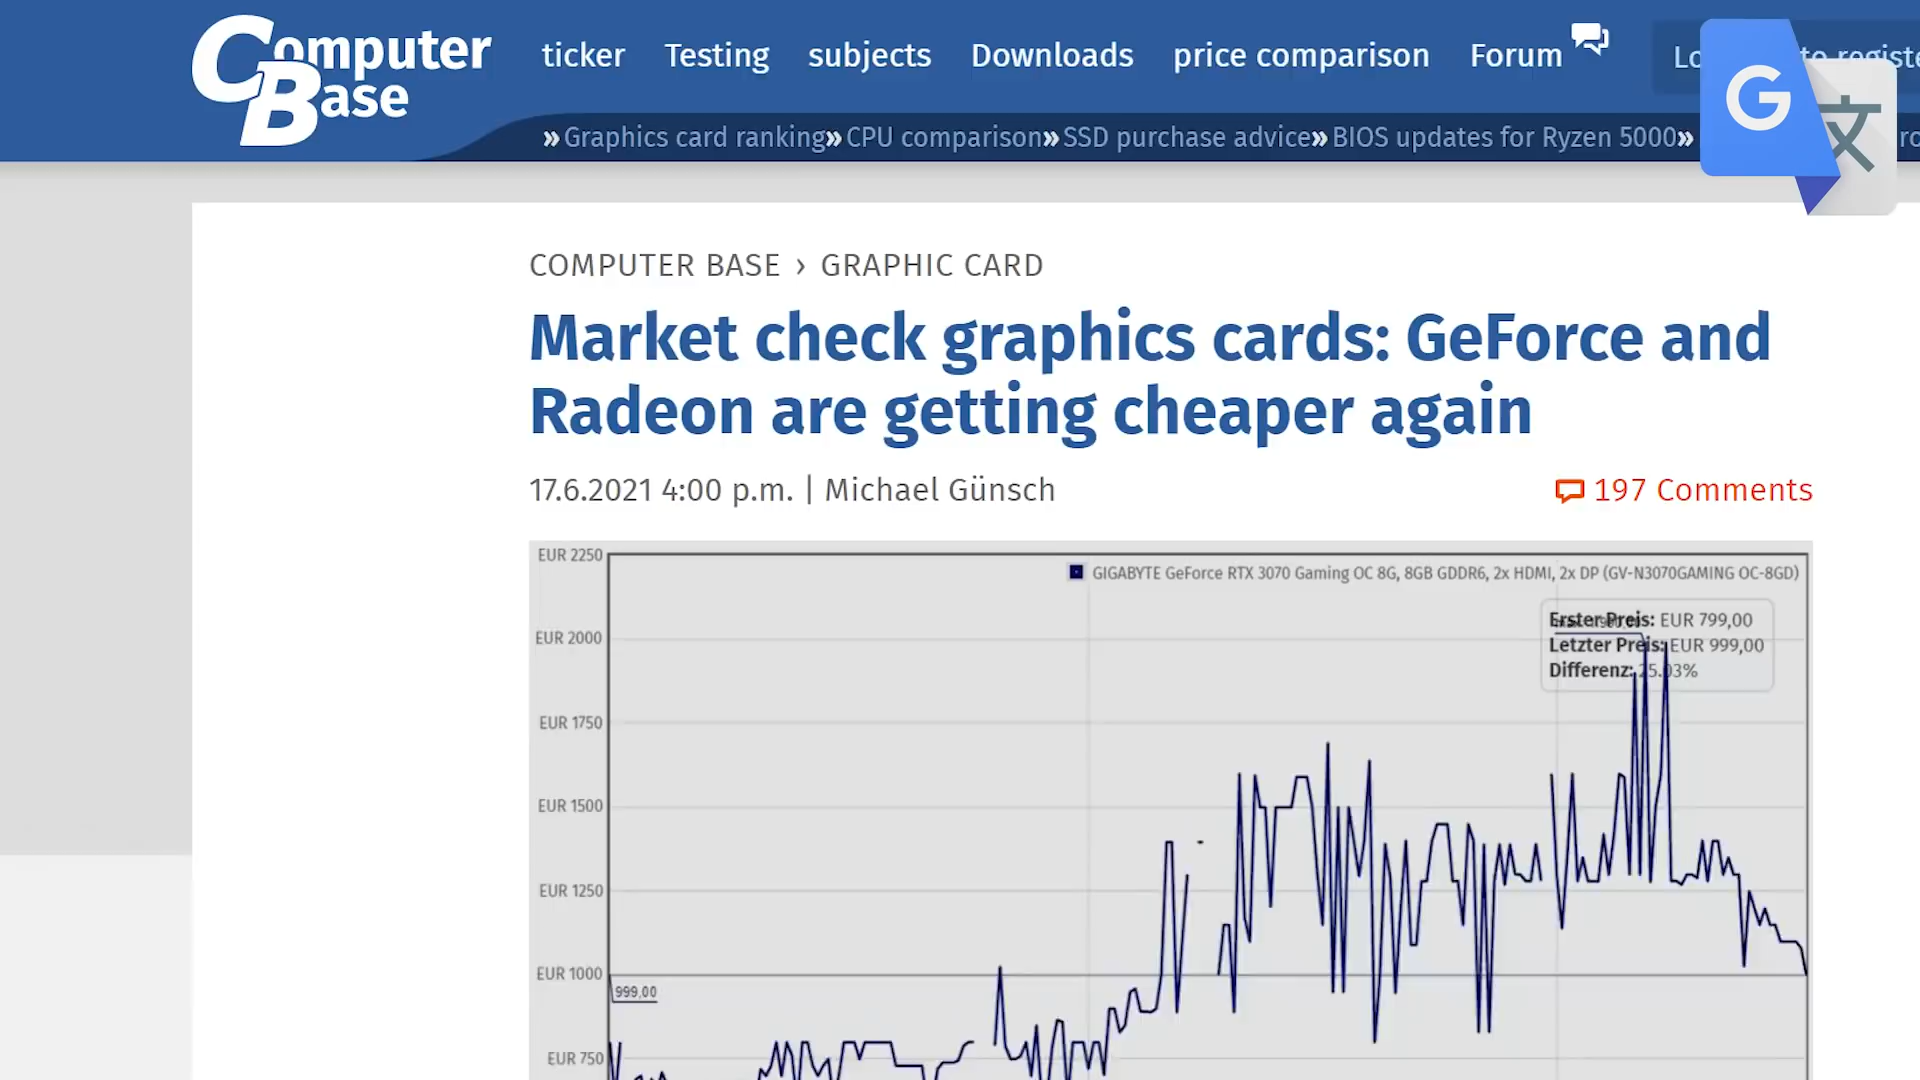 Computer Base
ticker Testing subjects Downloads price comparison Forum
» Graphics card ranking » CPU comparison » SSD purchase advice » BIOS updates for Ryzen 5000 »
G 文
COMPUTER BASE › GRAPHIC CARD
Market check graphics cards: GeForce and
Radeon are getting cheaper again
17.6.2021 4:00 p.m. | Michael Günsch
197 Comments
EUR 2250
GIGABYTE GeForce RTX 3070 Gaming OC 8G, 8GB GDDR6, 2x HDMI, 2x DP (GV-N3070GAMING OC-8GD)
Erster Preis: EUR 799,00
EUR 2000
Letzter Preis: EUR 999,00
Differenz: 25.03%
EUR 1750
EUR 1500
EUR 1250
EUR 1000
999,00
EUR 750